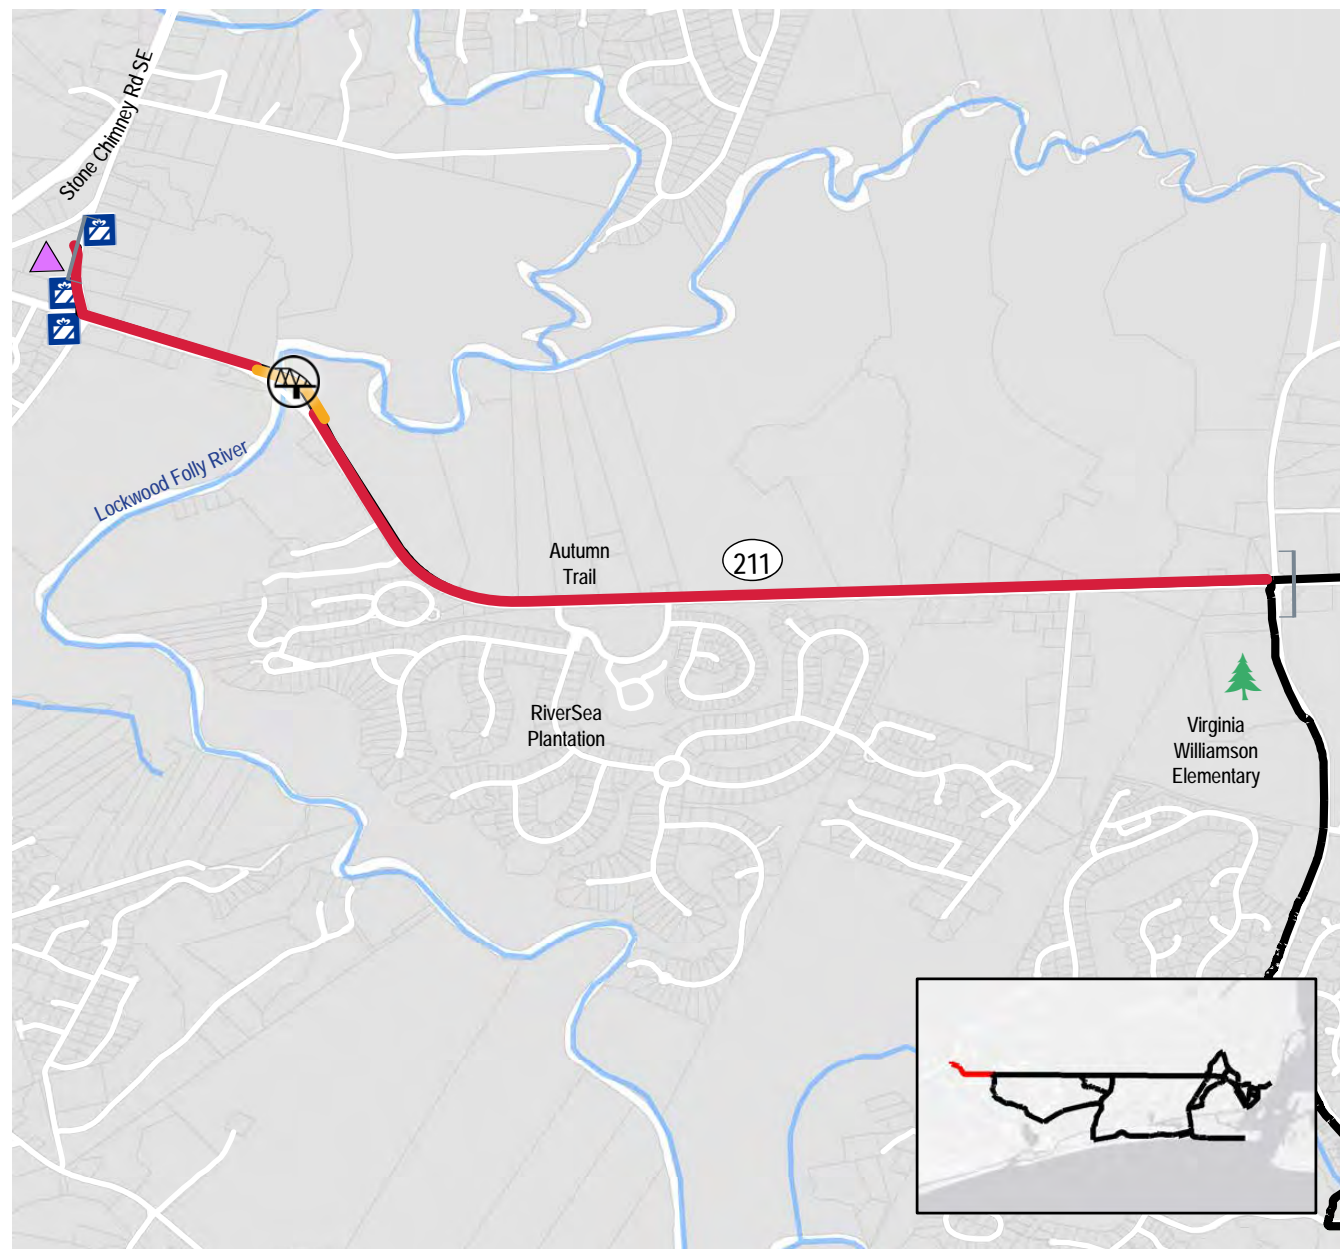 Stone Chimney Rd SE
Lockwood Folly River
Autumn
Trail
211
RiverSea
Plantation
Virginia
Williamson
Elementary